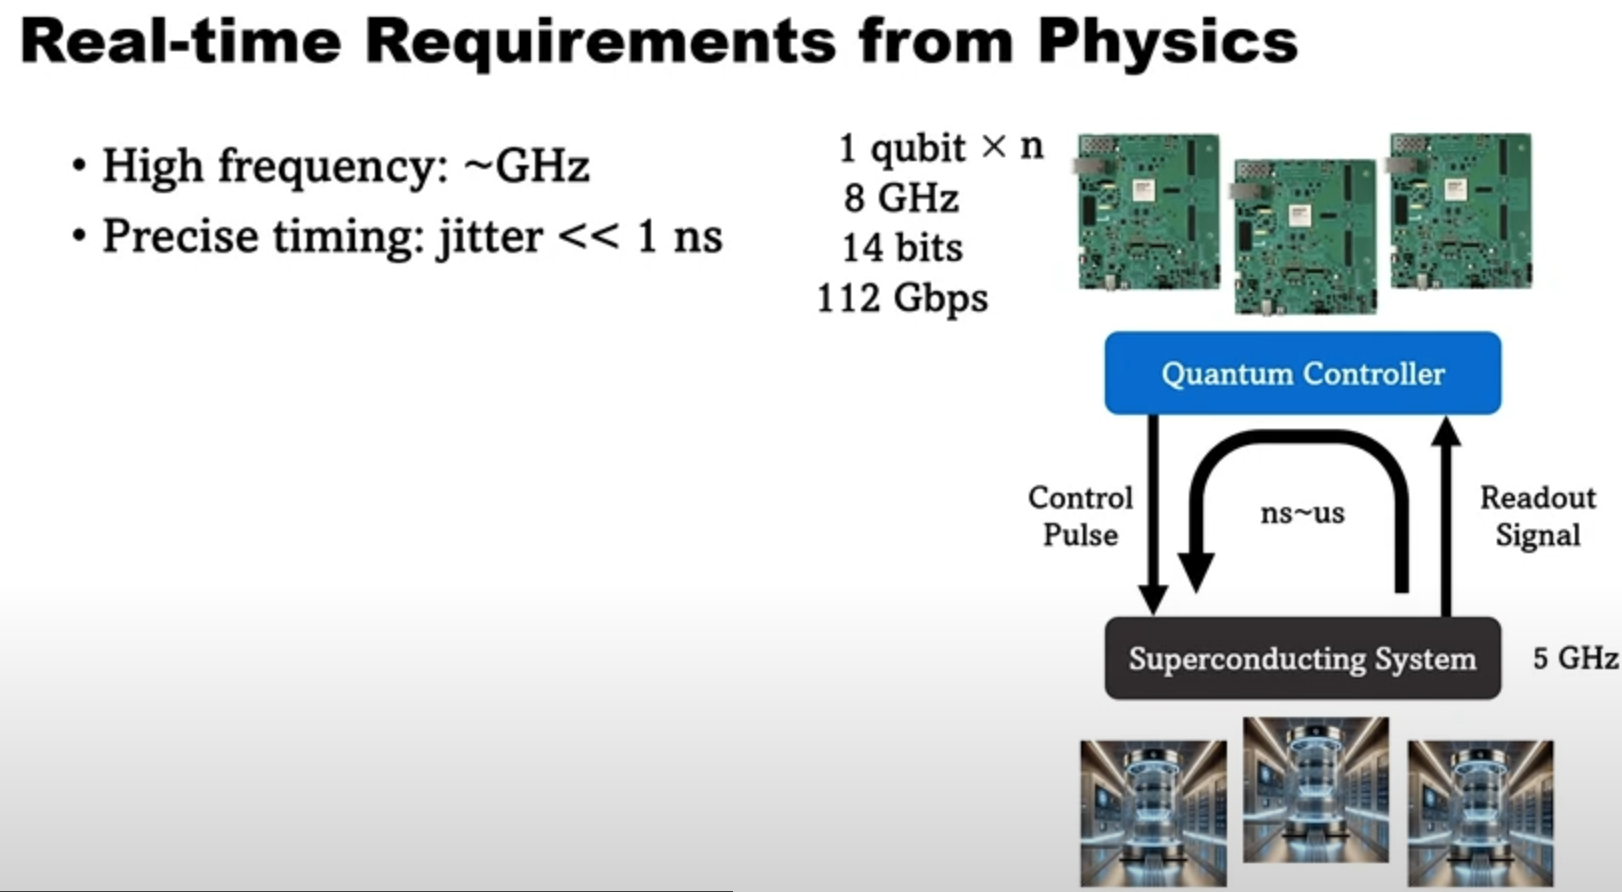 Real-time Requirements from Physics
• High frequency: ~GHz
• Precise timing: jitter << 1 ns
1 qubit × n
8 GHz
14 bits
112 Gbps
Quantum Controller
Control
Pulse
ns~us
Readout
Signal
Superconducting System
5 GHz